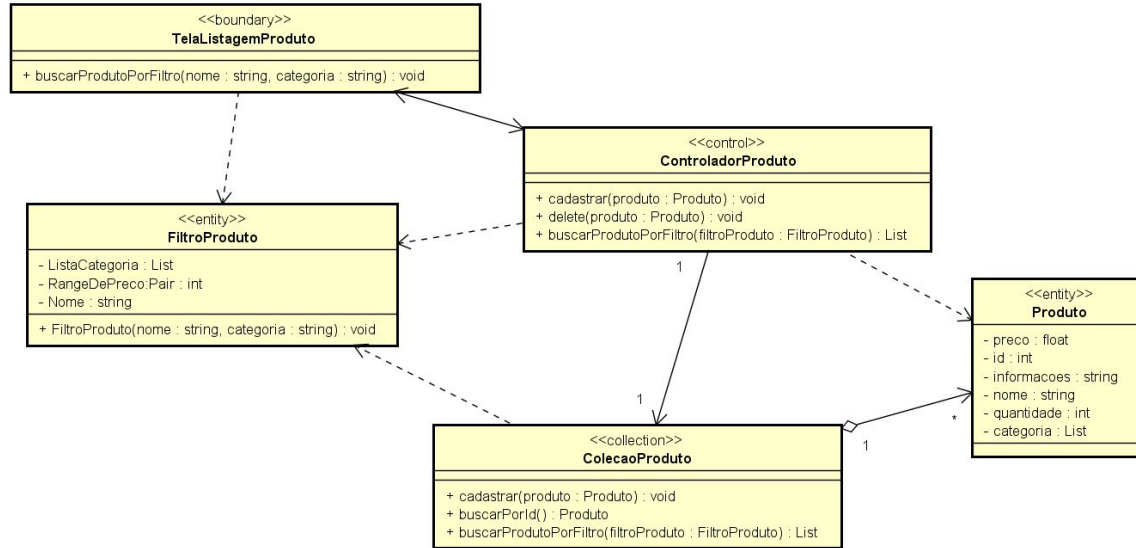 <<boundary>>
TelaListagemProduto
+ buscarProdutoPorFiltro(nome : string, categoria : string) : void
<<control>>
ControladorProduto
+ cadastrar(produto : Produto) : void
+ delete(produto : Produto) : void
+ buscarProdutoPorFiltro(filtroProduto : FiltroProduto) : List
<<entity>>
FiltroProduto
- ListaCategoria : List
- RangeDePreco:Pair : int
- Nome : string
+ FiltroProduto(nome : string, categoria : string) : void
1
<<entity>>
Produto
- preco : float
- id : int
- informacoes : string
- nome : string
- quantidade : int
- categoria : List
1
*
1
<<collection>>
ColecaoProduto
+ cadastrar(produto : Produto) : void
+ buscarPorId() : Produto
+ buscarProdutoPorFiltro(filtroProduto : FiltroProduto) : List